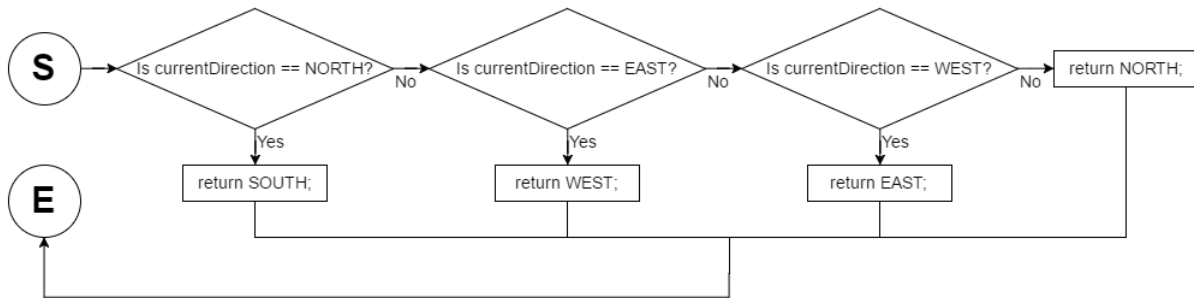 S
Is currentDirection == NORTH?
No
Is currentDirection == EAST?
No
Is currentDirection == WEST?
No
return NORTH;
Yes
Yes
Yes
E
return SOUTH;
return WEST;
return EAST;